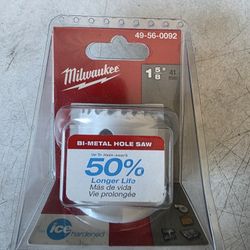 49-56-0092
Milwaukee
1 5"/8
41 mm
BI-METAL HOLE SAW
50%
Longer Life
Más de vida
Vie prolongée
ice
hardened